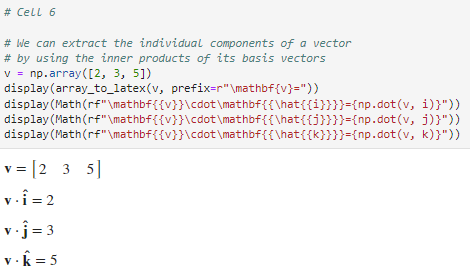 # Cell 6
# We can extract the individual components of a vector
# by using the inner products of its basis vectors
v = np.array([2, 3, 5])
display(array_to_latex(v, prefix=r"\mathbf{v}="))
display(Math(rf"\mathbf{{v}}\cdot\mathbf{{\hat{{i}}}}={np.dot(v, i)}"))
display(Math(rf"\mathbf{{v}}\cdot\mathbf{{\hat{{j}}}}={np.dot(v, j)}"))
display(Math(rf"\mathbf{{v}}\cdot\mathbf{{\hat{{k}}}}={np.dot(v, k)}"))
v = [2 3 5]
v · î = 2
v · ĵ = 3
v · k̂ = 5